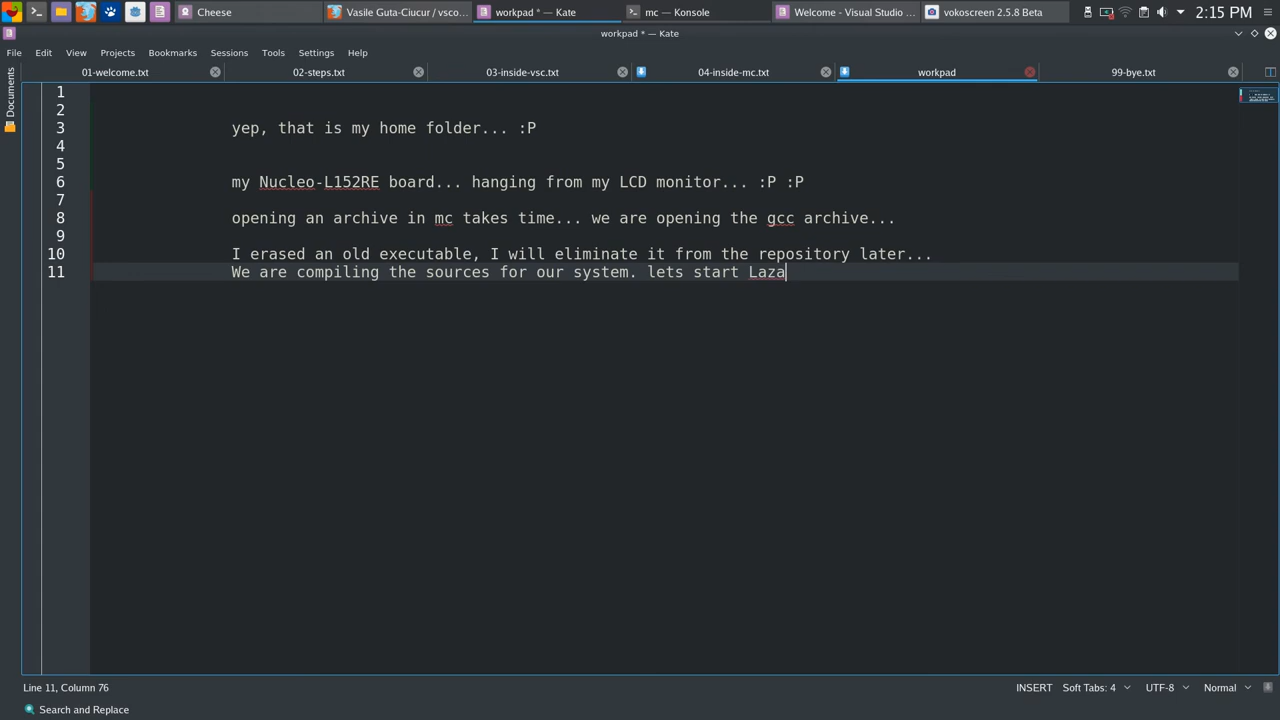 Cheese
Vasile Guta-Ciucur / vsco...
workpad * — Kate
mc — Konsole
Welcome - Visual Studio ...
vokoscreen 2.5.8 Beta
2:15 PM
workpad * — Kate
File Edit View Projects Bookmarks Sessions Tools Settings Help
Documents
01-welcome.txt
02-steps.txt
03-inside-vsc.txt
04-inside-mc.txt
workpad
99-bye.txt
1
2
3 yep, that is my home folder... :P
4
5
6 my Nucleo-L152RE board... hanging from my LCD monitor... :P :P
7
8 opening an archive in mc takes time... we are opening the gcc archive...
9
10 I erased an old executable, I will eliminate it from the repository later...
11 We are compiling the sources for our system. lets start Laza
Line 11, Column 76
INSERT Soft Tabs: 4 UTF-8 Normal
Search and Replace